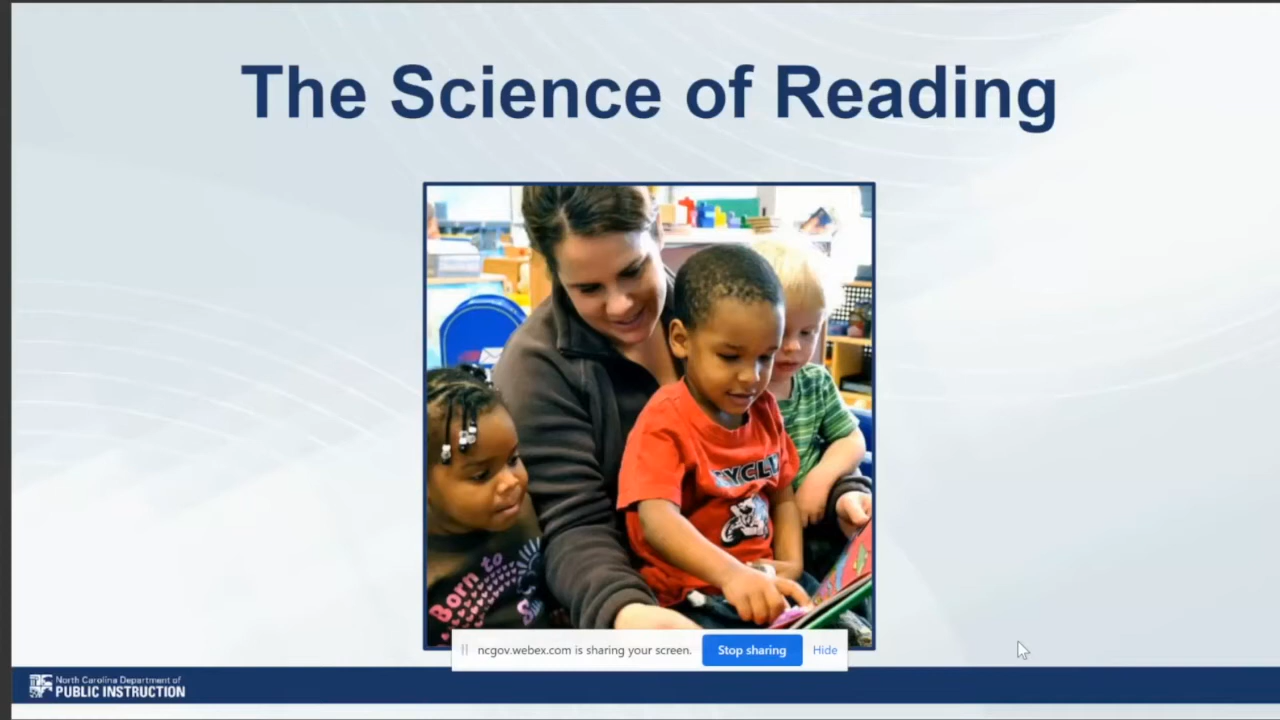 The Science of Reading
CYCLE
Born to
ncgov.webex.com is sharing your screen.
Stop sharing
Hide
North Carolina Department of
PUBLIC INSTRUCTION